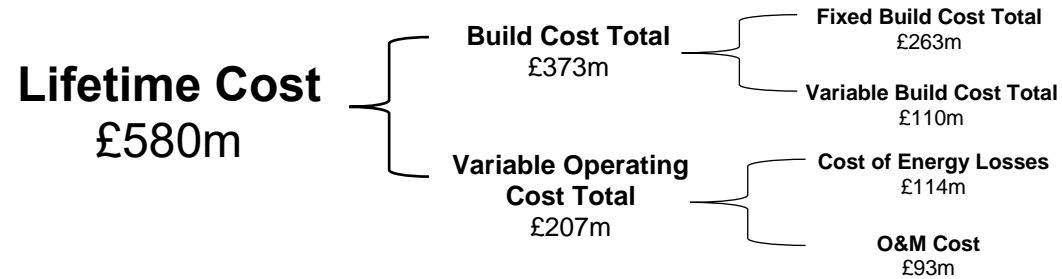 Lifetime Cost
£580m
Build Cost Total
£373m
Fixed Build Cost Total
£263m
Variable Build Cost Total
£110m
Variable Operating
Cost Total
£207m
Cost of Energy Losses
£114m
O&M Cost
£93m